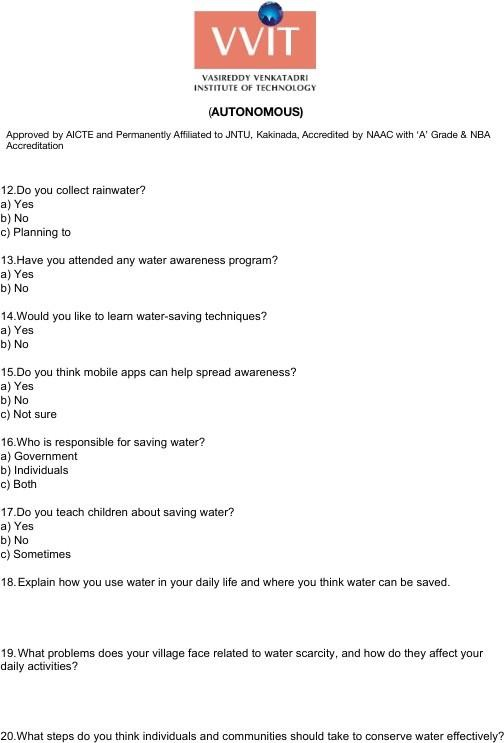 VVIT
VASIREDDY VENKATADRI
INSTITUTE OF TECHNOLOGY
(AUTONOMOUS)
Approved by AICTE and Permanently Affiliated to JNTU, Kakinada, Accredited by NAAC with ‘A’ Grade & NBA
Accreditation
12.Do you collect rainwater?
a) Yes
b) No
c) Planning to
13.Have you attended any water awareness program?
a) Yes
b) No
14.Would you like to learn water-saving techniques?
a) Yes
b) No
15.Do you think mobile apps can help spread awareness?
a) Yes
b) No
c) Not sure
16.Who is responsible for saving water?
a) Government
b) Individuals
c) Both
17.Do you teach children about saving water?
a) Yes
b) No
c) Sometimes
18.Explain how you use water in your daily life and where you think water can be saved.
19.What problems does your village face related to water scarcity, and how do they affect your
daily activities?
20.What steps do you think individuals and communities should take to conserve water effectively?